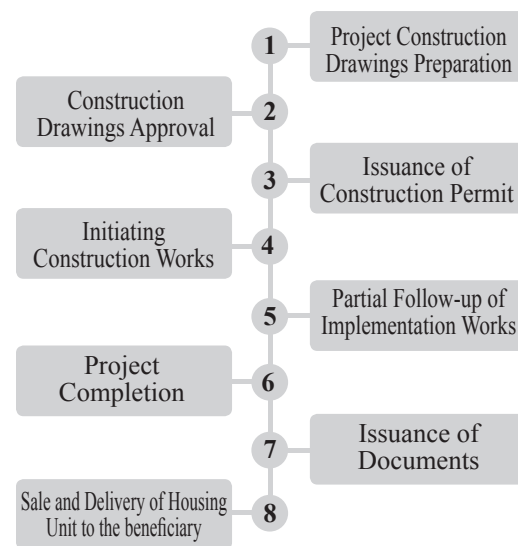 1
Project Construction
Drawings Preparation
Construction
Drawings Approval
2
3
Issuance of
Construction Permit
Initiating
Construction Works
4
5
Partial Follow-up of
Implementation Works
Project
Completion
6
7
Issuance of
Documents
Sale and Delivery of Housing
Unit to the beneficiary
8